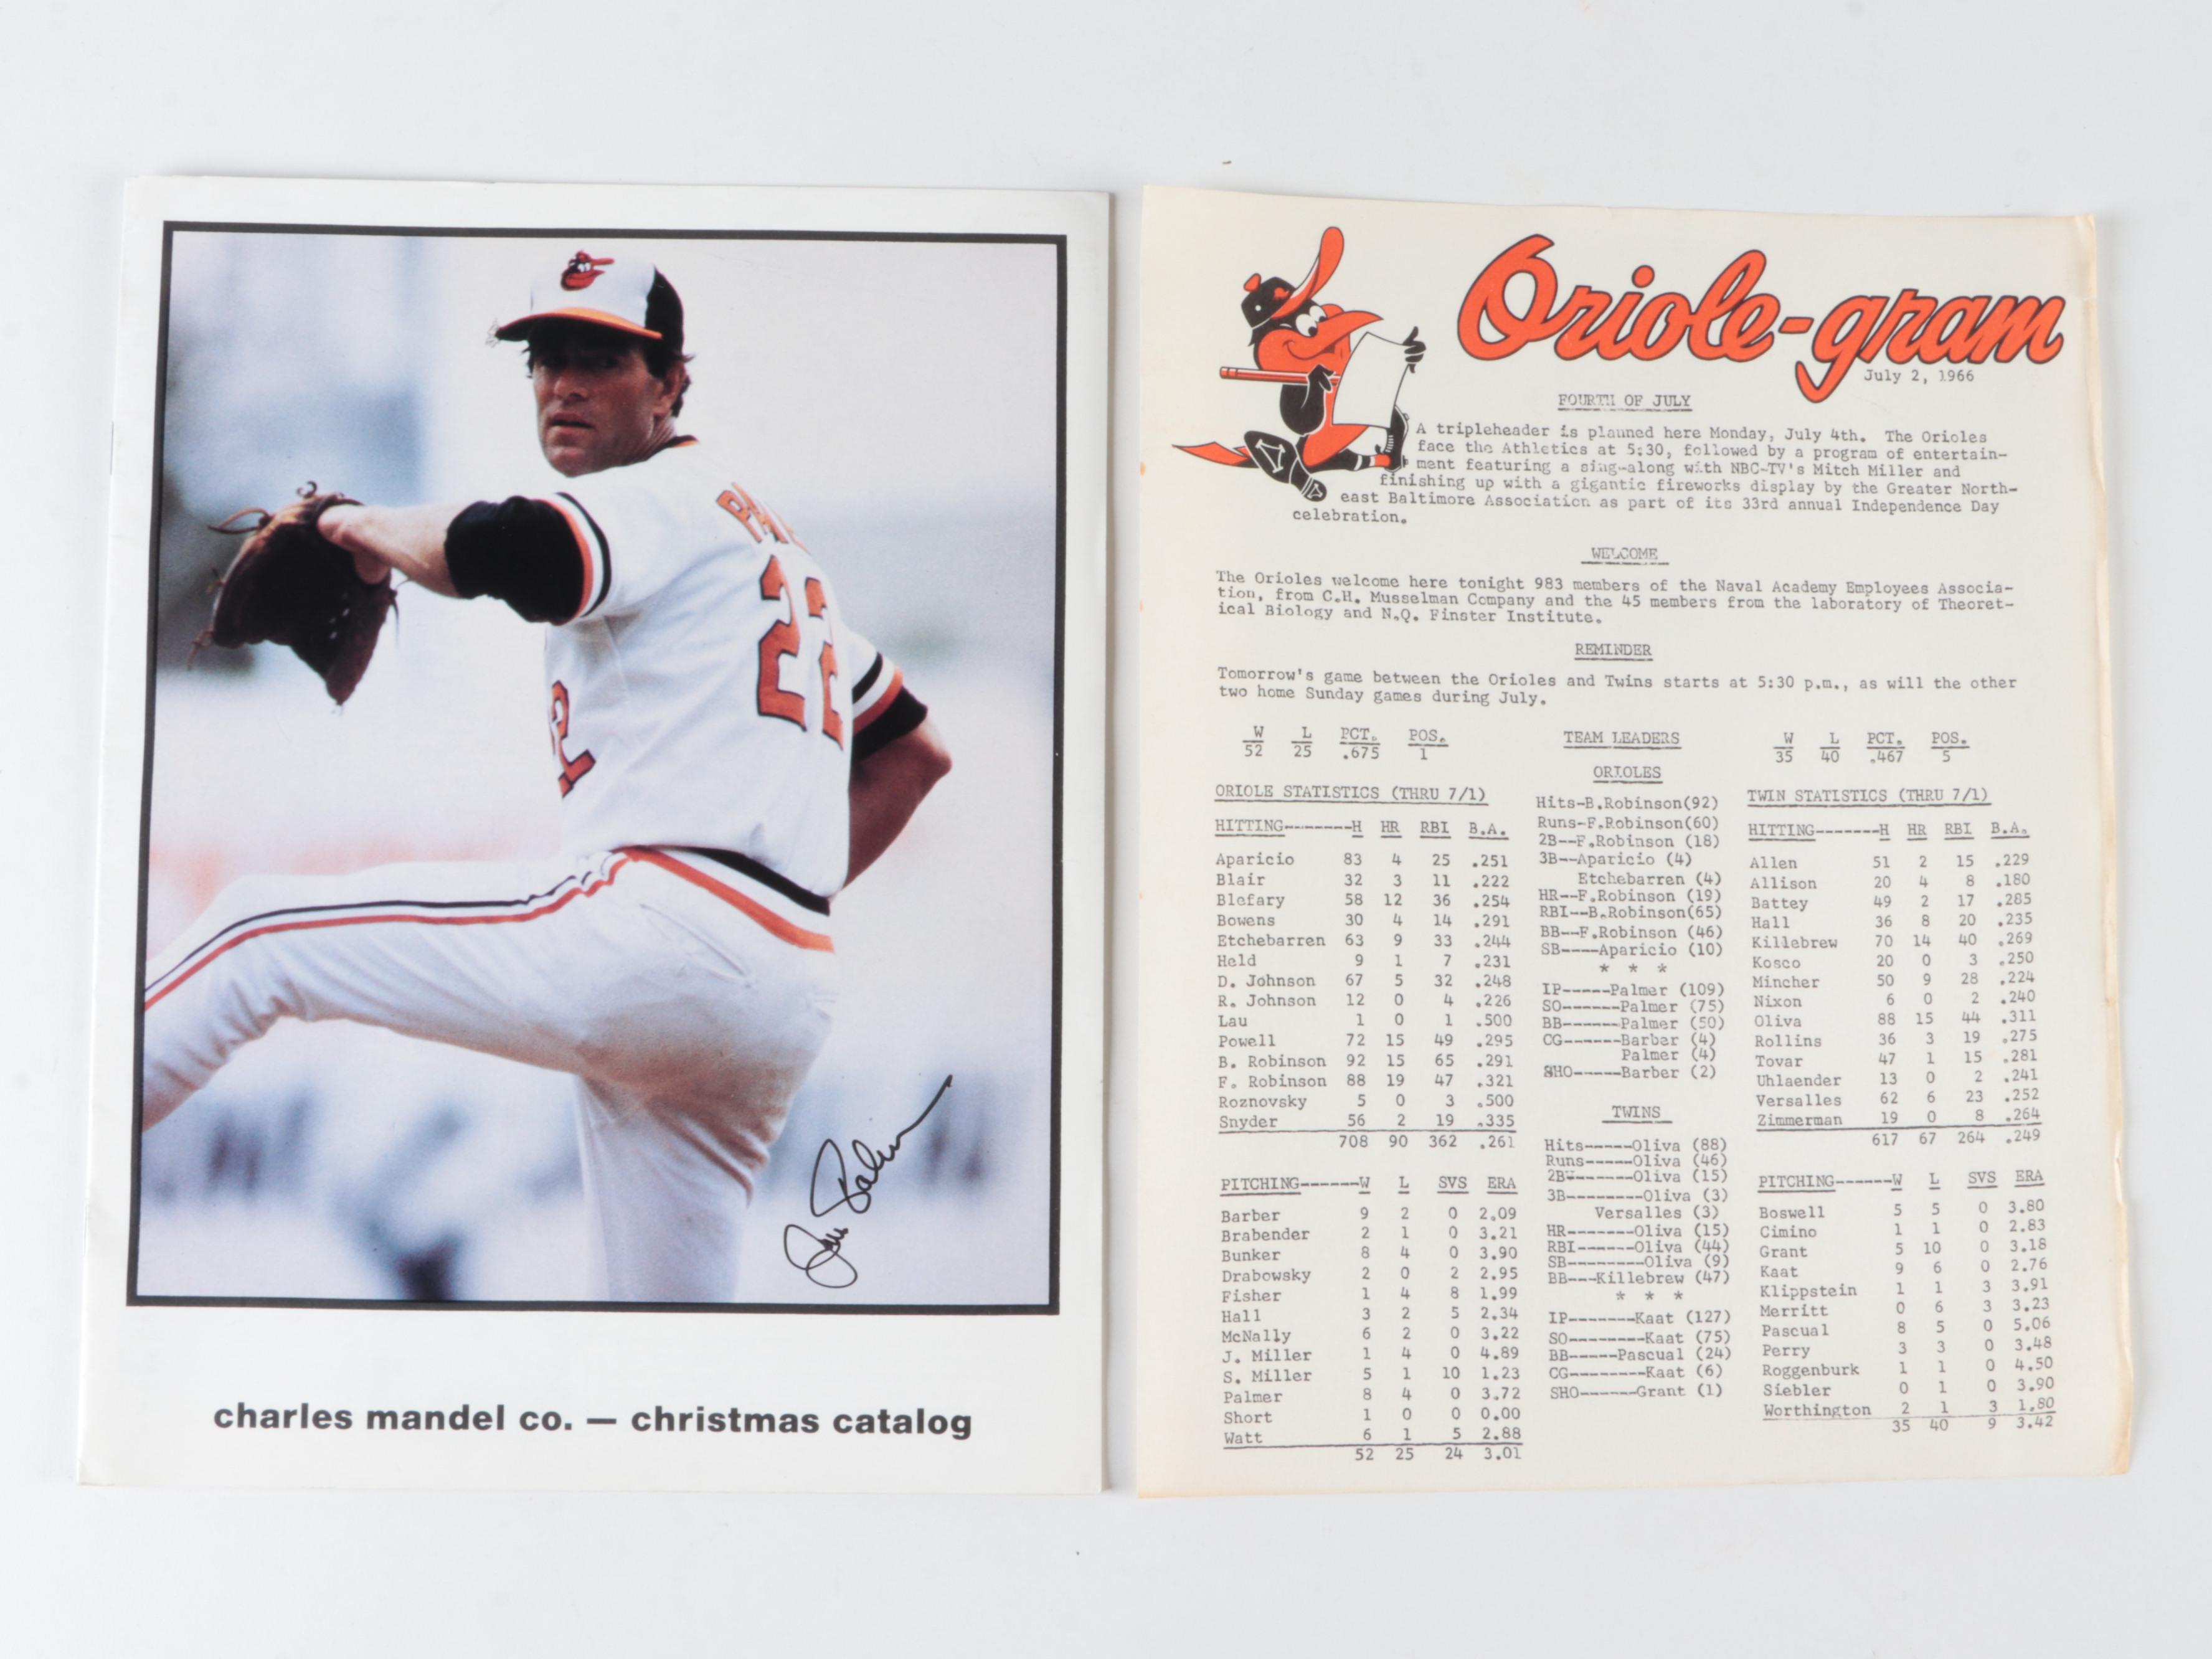 22
2
Jim Palmer
charles mandel co. — christmas catalog
Oriole-gram
July 2, 1966
FOURTH OF JULY
A tripleheader is planned here Monday, July 4th. The Orioles
face the Athletics at 5:30, followed by a program of entertain-
ment featuring a sing-along with NBC-TV's Mitch Miller and
finishing up with a gigantic fireworks display by the Greater North-
east Baltimore Association as part of its 33rd annual Independence Day
celebration.
WELCOME
The Orioles welcome here tonight 983 members of the Naval Academy Employees Associa-
tion, from C.H. Musselman Company and the 45 members from the laboratory of Theoret-
ical Biology and N.Q. Finster Institute.
REMINDER
Tomorrow's game between the Orioles and Twins starts at 5:30 p.m., as will the other
two home Sunday games during July.
W L PCT. POS.
52 25 .675 1
ORIOLE STATISTICS (THRU 7/1)
HITTING-------H HR RBI B.A.
Aparicio 83 4 25 .251
Blair 32 3 11 .222
Blefary 58 12 36 .254
Bowens 30 4 14 .291
Etchebarren 63 9 33 .244
Held 9 1 7 .231
D. Johnson 67 5 32 .248
R. Johnson 12 0 4 .226
Lau 1 0 1 .500
Powell 72 15 49 .295
B. Robinson 92 15 65 .291
F. Robinson 88 19 47 .321
Roznovsky 5 0 3 .500
Snyder 56 2 19 .335
708 90 362 .261
PITCHING------W L SVS ERA
Barber 9 2 0 2.09
Brabender 2 1 0 3.21
Bunker 8 4 0 3.90
Drabowsky 2 0 2 2.95
Fisher 1 4 8 1.99
Hall 3 2 5 2.34
McNally 6 2 0 3.22
J. Miller 1 4 0 4.89
S. Miller 5 1 10 1.23
Palmer 8 4 0 3.72
Short 1 0 0 0.00
Watt 6 1 5 2.88
52 25 24 3.01
TEAM LEADERS
ORIOLES
Hits-B.Robinson(92)
Runs-F.Robinson(60)
2B--F.Robinson (18)
3B--Aparicio (4)
Etchebarren (4)
HR--F.Robinson (19)
RBI--B.Robinson(65)
BB--F.Robinson (46)
SB----Aparicio (10)
* * *
IP-----Palmer (109)
SO------Palmer (75)
BB------Palmer (50)
CG------Barber (4)
Palmer (4)
SHO-----Barber (2)
TWINS
Hits-----Oliva (88)
Runs-----Oliva (46)
2B-------Oliva (15)
3B--------Oliva (3)
Versalles (3)
HR-------Oliva (15)
RBI------Oliva (44)
SB--------Oliva (9)
BB---Killebrew (47)
* * *
IP-------Kaat (127)
SO--------Kaat (75)
BB-----Pascual (24)
CG--------Kaat (6)
SHO------Grant (1)
W L PCT. POS.
35 40 .467 5
TWIN STATISTICS (THRU 7/1)
HITTING-------H HR RBI B.A.
Allen 51 2 15 .229
Allison 20 4 8 .180
Battey 49 2 17 .285
Hall 36 8 20 .235
Killebrew 70 14 40 .269
Kosco 20 0 3 .250
Mincher 50 9 28 .224
Nixon 6 0 2 .240
Oliva 88 15 44 .311
Rollins 36 3 19 .275
Tovar 47 1 15 .281
Uhlaender 13 0 2 .241
Versalles 62 6 23 .252
Zimmerman 19 0 8 .264
617 67 264 .249
PITCHING------W L SVS ERA
Boswell 5 5 0 3.80
Cimino 1 1 0 2.83
Grant 5 10 0 3.18
Kaat 9 6 0 2.76
Klippstein 1 1 3 3.91
Merritt 0 6 3 3.23
Pascual 8 5 0 5.06
Perry 3 3 0 3.48
Roggenburk 1 1 0 4.50
Siebler 0 1 0 3.90
Worthington 2 1 3 1.80
35 40 9 3.42